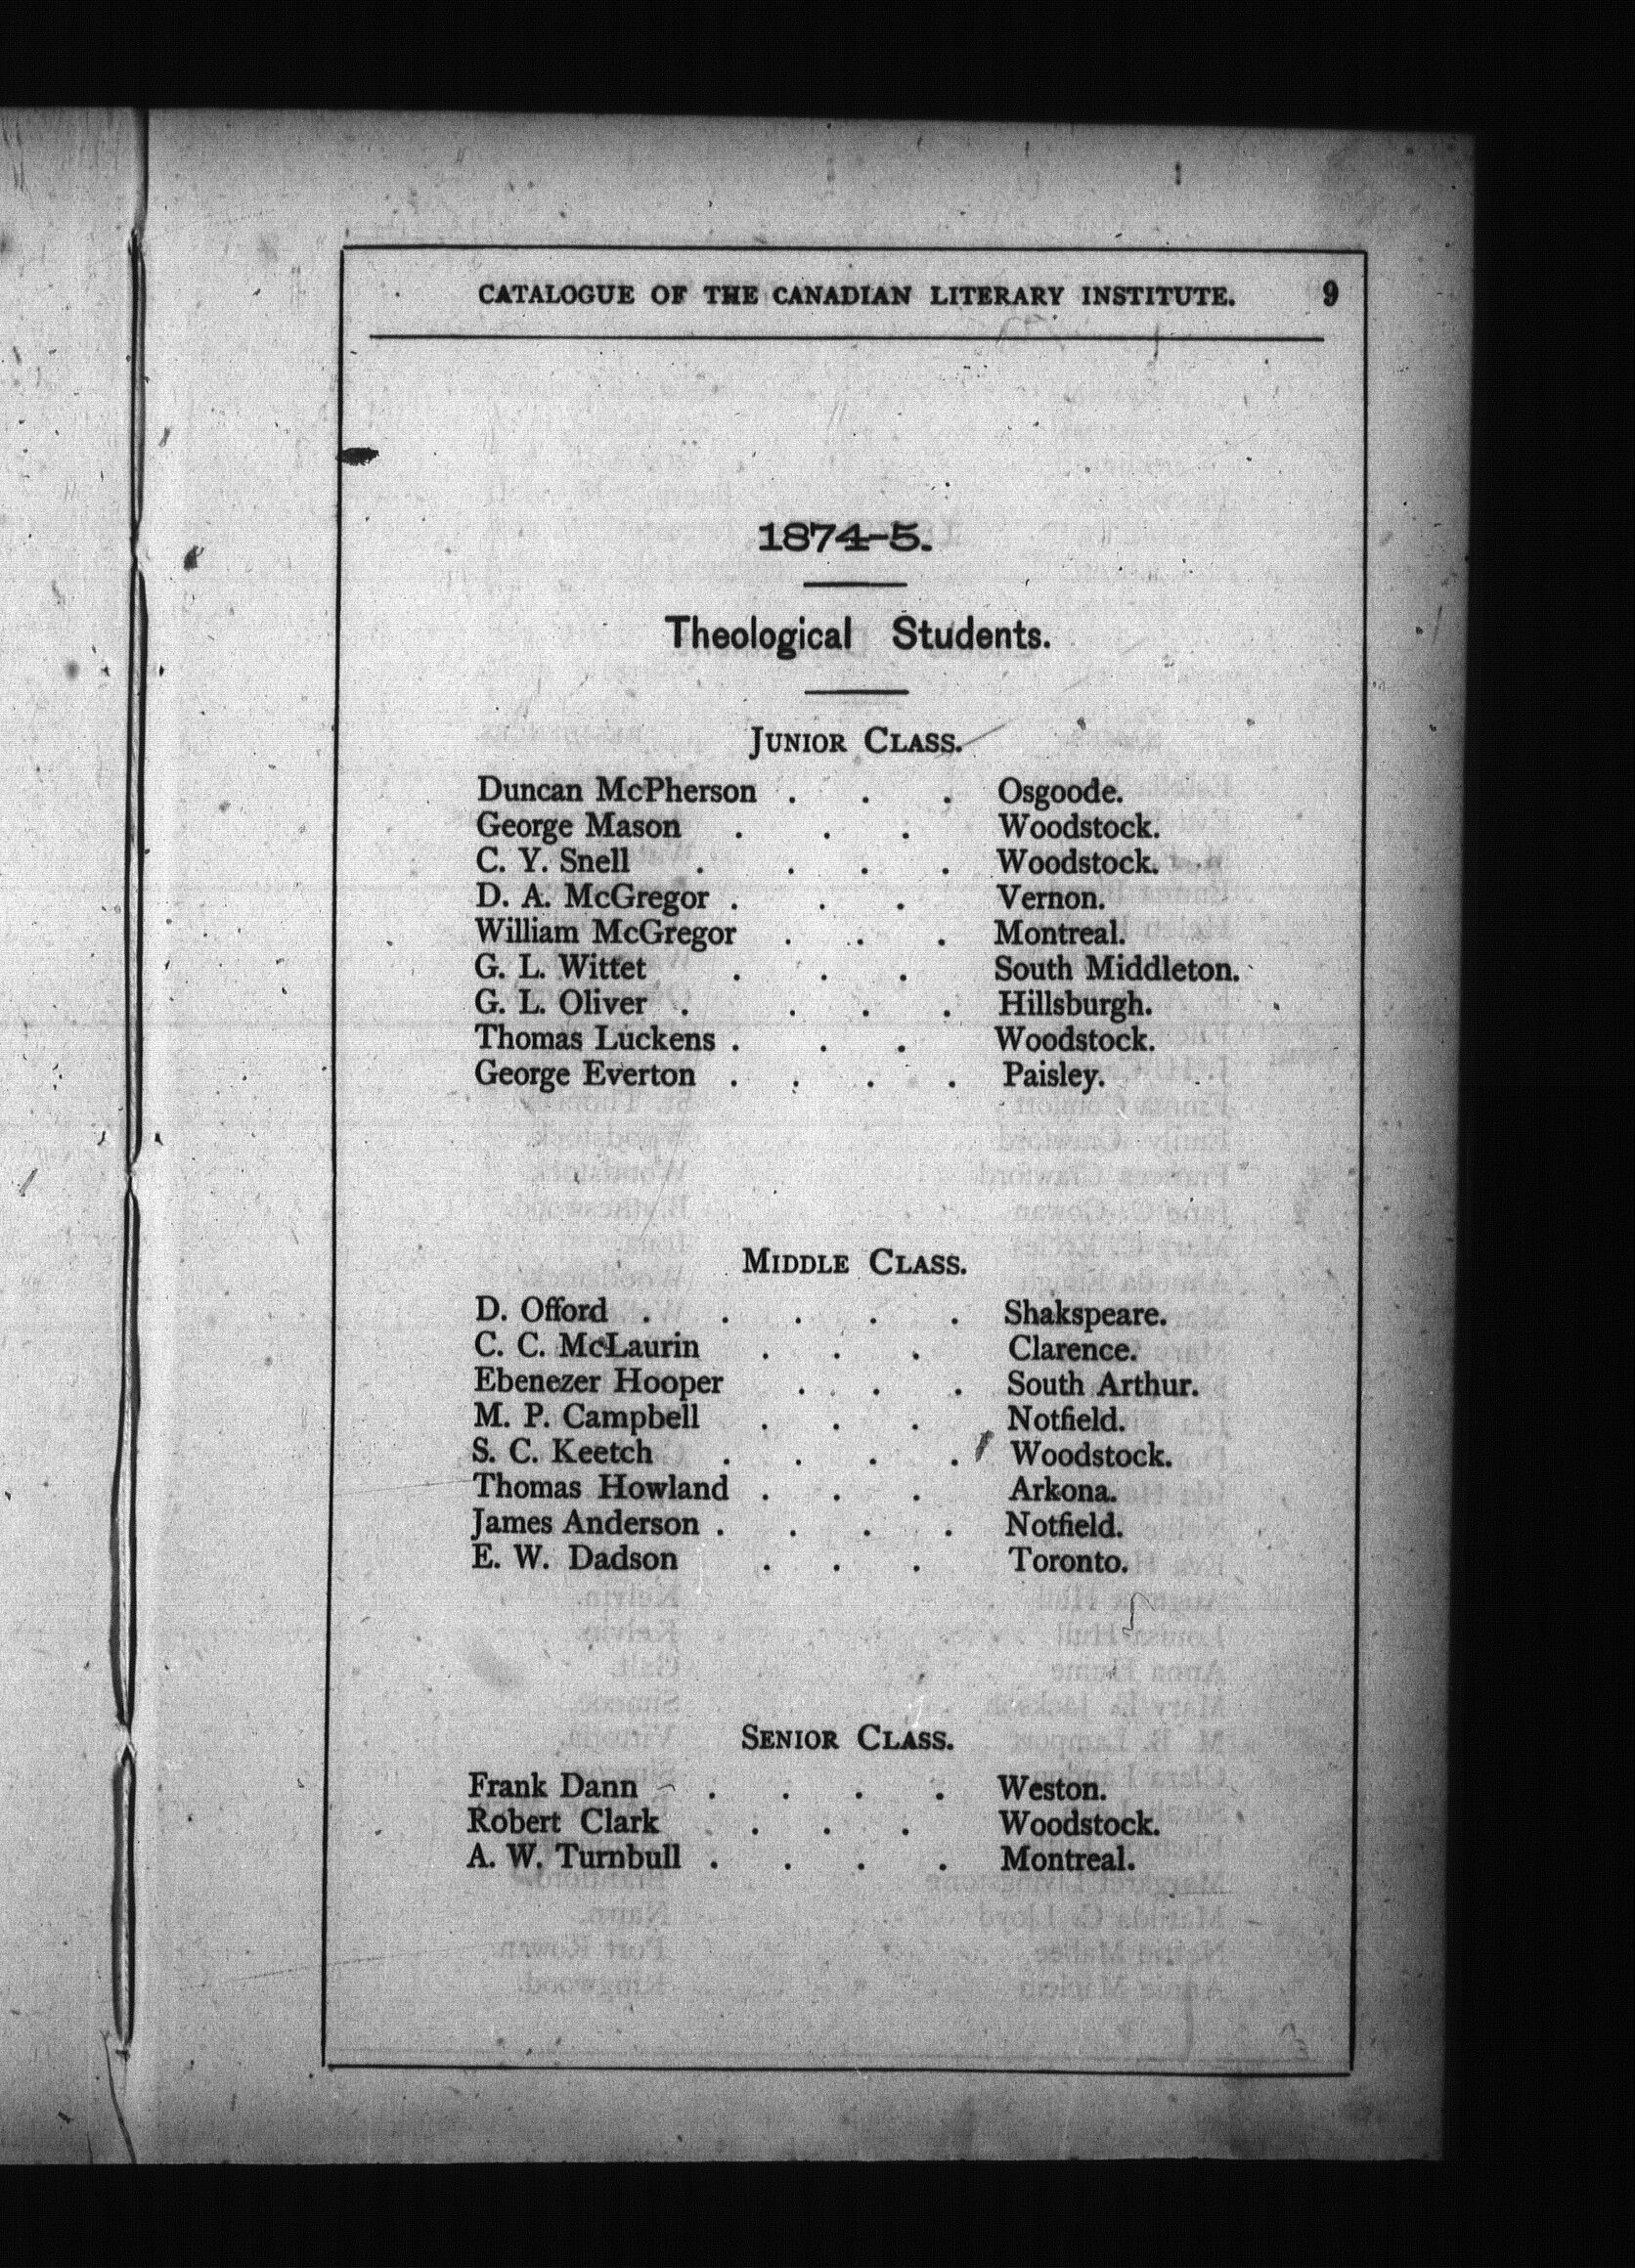 CATALOGUE OF THE CANADIAN LITERARY INSTITUTE. 9
1874-5.
Theological Students.
JUNIOR CLASS.
Duncan McPherson . . . Osgoode.
George Mason . . . Woodstock.
C. Y. Snell . . . . Woodstock.
D. A. McGregor . . . Vernon.
William McGregor . . . Montreal.
G. L. Wittet . . . South Middleton.
G. L. Oliver . . . . Hillsburgh.
Thomas Luckens . . . Woodstock.
George Everton . . . . Paisley.
MIDDLE CLASS.
D. Offord . . . . . Shakspeare.
C. C. McLaurin . . . Clarence.
Ebenezer Hooper . . . South Arthur.
M. P. Campbell . . . Notfield.
S. C. Keetch . . . . Woodstock.
Thomas Howland . . . Arkona.
James Anderson . . . . Notfield.
E. W. Dadson . . . Toronto.
SENIOR CLASS.
Frank Dann . . . . Weston.
Robert Clark . . . Woodstock.
A. W. Turnbull . . . . Montreal.